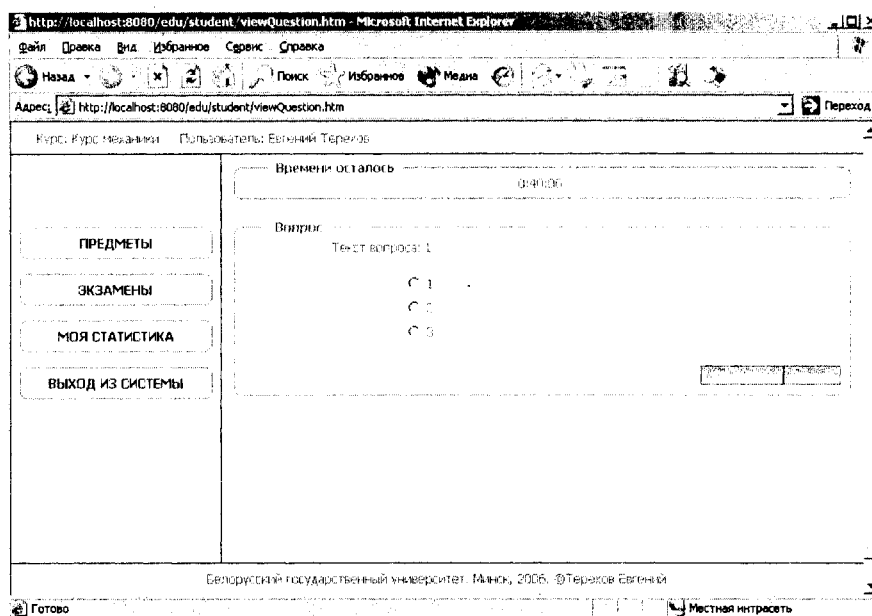 http://localhost:8080/edu/student/viewQuestion.htm - Microsoft Internet Explorer
Файл Правка Вид Избранное Сервис Справка
Назад Поиск Избранное Медиа
Адрес: http://localhost:8080/edu/student/viewQuestion.htm Переход
Курс: Курс механики Пользователь: Евгений Терехов
Времени осталось
0:40:06
ПРЕДМЕТЫ
ЭКЗАМЕНЫ
МОЯ СТАТИСТИКА
ВЫХОД ИЗ СИСТЕМЫ
Вопрос
Текст вопроса: 1
1
2
3
Белорусский государственный университет. Минск, 2006. ©Терехов Евгений
Готово Местная интрасеть